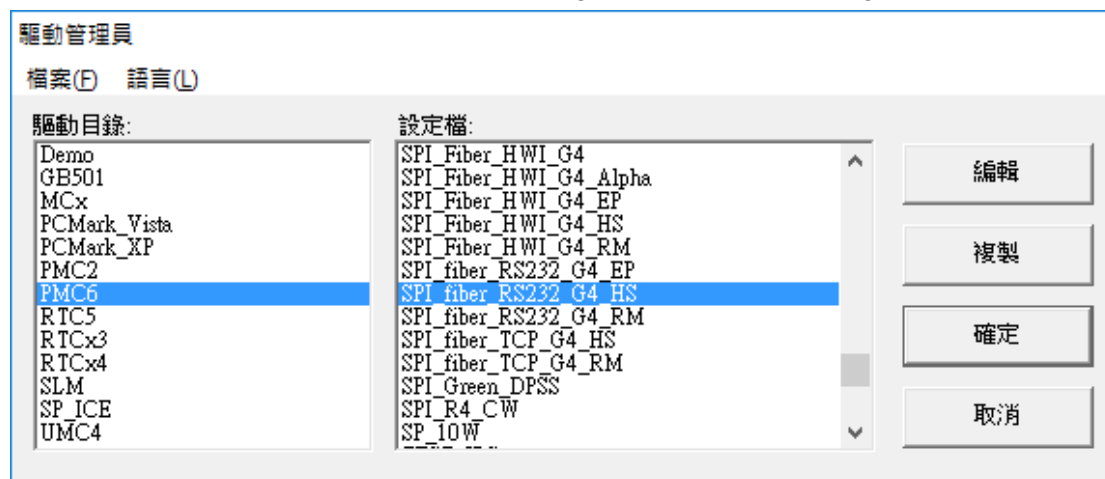 驅動管理員
檔案(F) 語言(L)
驅動目錄:
Demo
GB501
MCx
PCMark_Vista
PCMark_XP
PMC2
PMC6
RTC5
RTCx3
RTCx4
SLM
SP_ICE
UMC4
設定檔:
SPI_Fiber_HWI_G4
SPI_Fiber_HWI_G4_Alpha
SPI_Fiber_HWI_G4_EP
SPI_Fiber_HWI_G4_HS
SPI_Fiber_HWI_G4_RM
SPI_fiber_RS232_G4_EP
SPI_fiber_RS232_G4_HS
SPI_fiber_RS232_G4_RM
SPI_fiber_TCP_G4_HS
SPI_fiber_TCP_G4_RM
SPI_Green_DPSS
SPI_R4_CW
SP_10W
編輯
複製
確定
取消